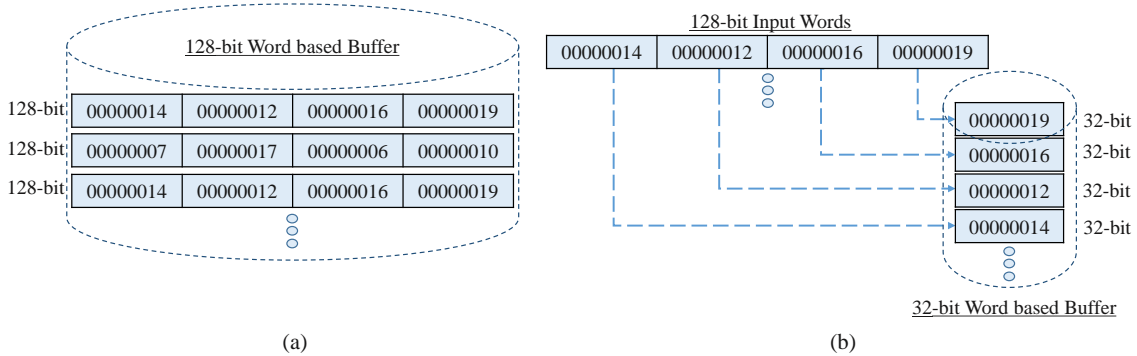 128-bit Word based Buffer
128-bit 00000014 00000012 00000016 00000019
128-bit 00000007 00000017 00000006 00000010
128-bit 00000014 00000012 00000016 00000019
(a)
128-bit Input Words
00000014 00000012 00000016 00000019
00000019 32-bit
00000016 32-bit
00000012 32-bit
00000014 32-bit
32-bit Word based Buffer
(b)